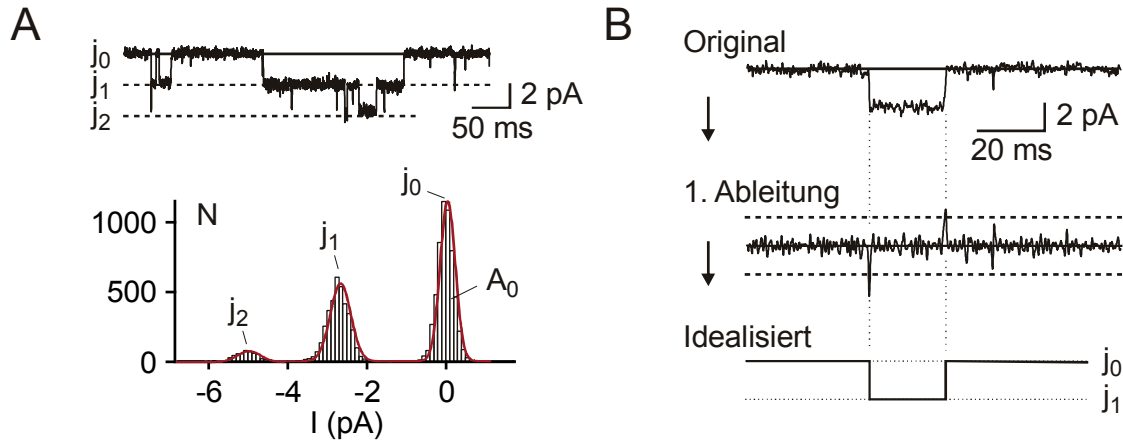 A
j0
j1
j2
2 pA
50 ms
N
1000
500
0
j2
j1
j0
A0
-6
-4
-2
0
I (pA)
B
Original
2 pA
20 ms
1. Ableitung
Idealisiert
j0
j1